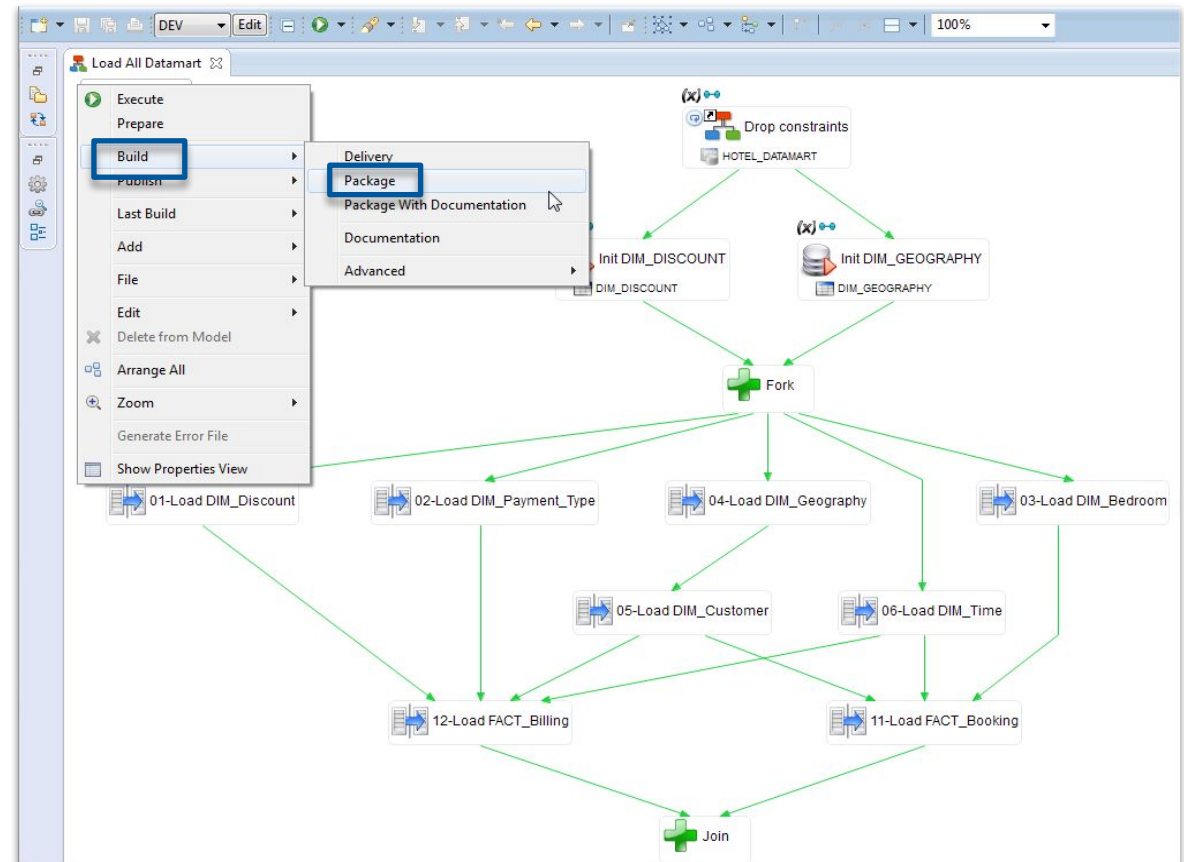 DEV
Edit
100%
Load All Datamart
Execute
Prepare
Build
Publish
Last Build
Add
File
Edit
Delete from Model
Arrange All
Zoom
Generate Error File
Show Properties View
Delivery
Package
Package With Documentation
Documentation
Advanced
(x)
Drop constraints
HOTEL_DATAMART
(x)
Init DIM_DISCOUNT
DIM_DISCOUNT
Init DIM_GEOGRAPHY
DIM_GEOGRAPHY
Fork
01-Load DIM_Discount
02-Load DIM_Payment_Type
04-Load DIM_Geography
03-Load DIM_Bedroom
05-Load DIM_Customer
06-Load DIM_Time
12-Load FACT_Billing
11-Load FACT_Booking
Join